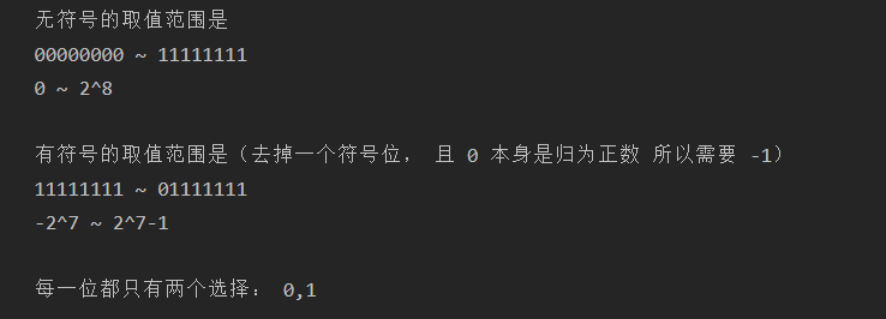 无符号的取值范围是
00000000 ~ 11111111
0 ~ 2^8
有符号的取值范围是（去掉一个符号位， 且 0 本身是归为正数 所以需要 -1）
11111111 ~ 01111111
-2^7 ~ 2^7-1
每一位都只有两个选择： 0,1